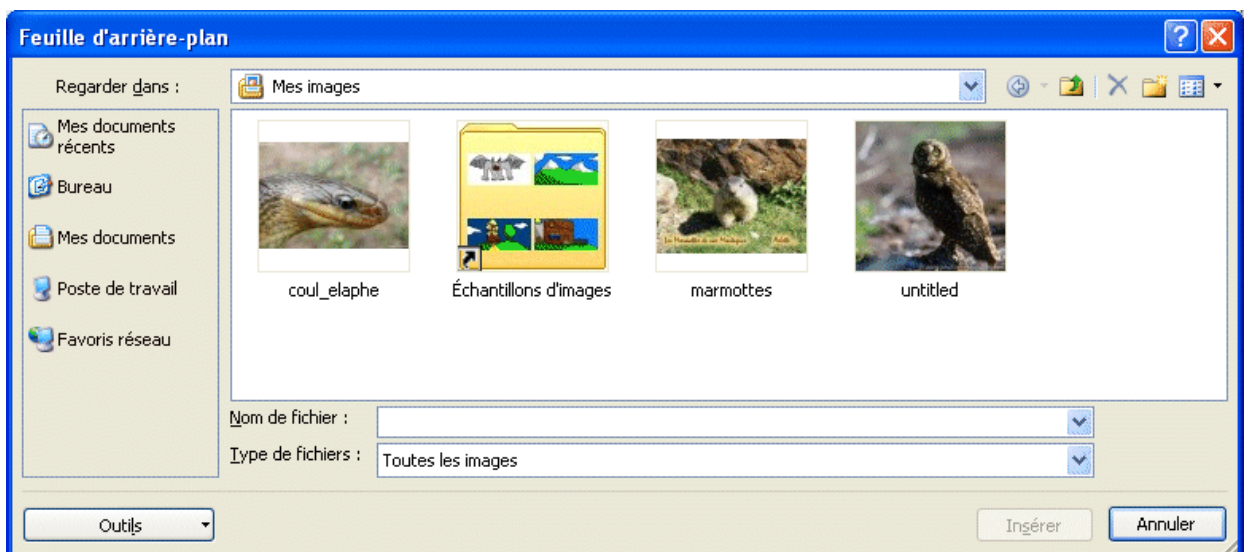 Feuille d'arrière-plan
Regarder dans :
Mes images
Mes documents
récents
Bureau
Mes documents
Poste de travail
Favoris réseau
coul_elaphe
Échantillons d'images
marmottes
untitled
Nom de fichier :
Type de fichiers :
Toutes les images
Outils
Insérer
Annuler